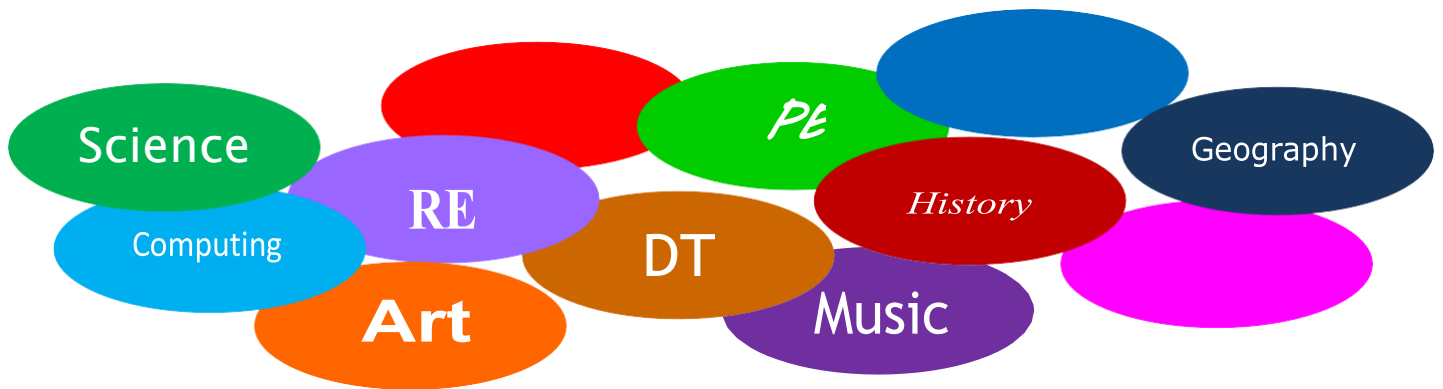 Science
PE
Geography
RE
History
Computing
DT
Art
Music